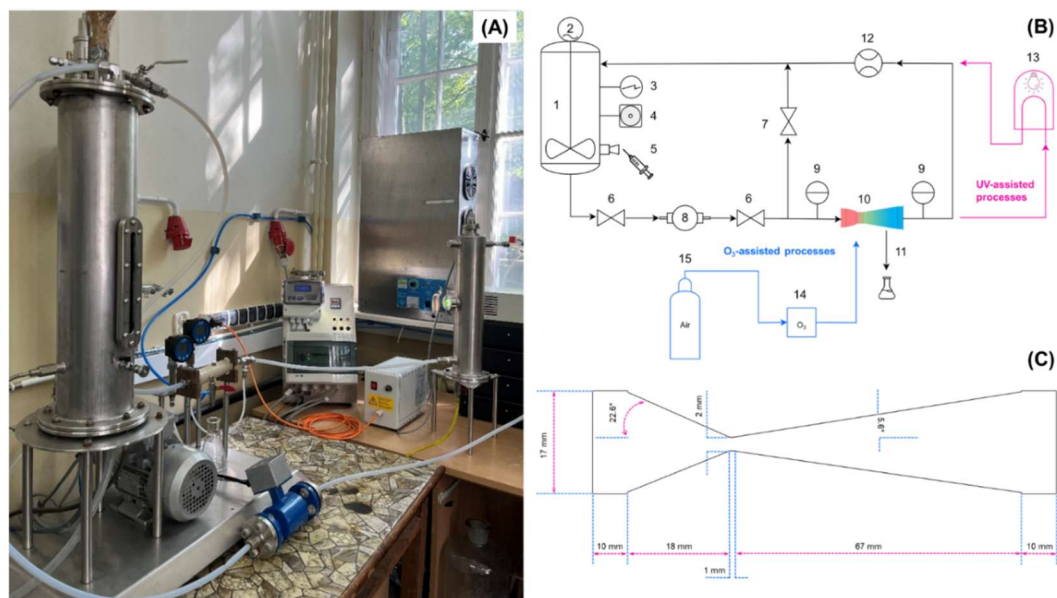 (A)
(B)
2
12
13
1
3
4
5
7
6
6
8
9
9
10
11
UV-assisted
processes
O₃-assisted processes
15
14
Air
O₃
(C)
22.6°
2 mm
5.6°
17 mm
10 mm
18 mm
67 mm
10 mm
1 mm